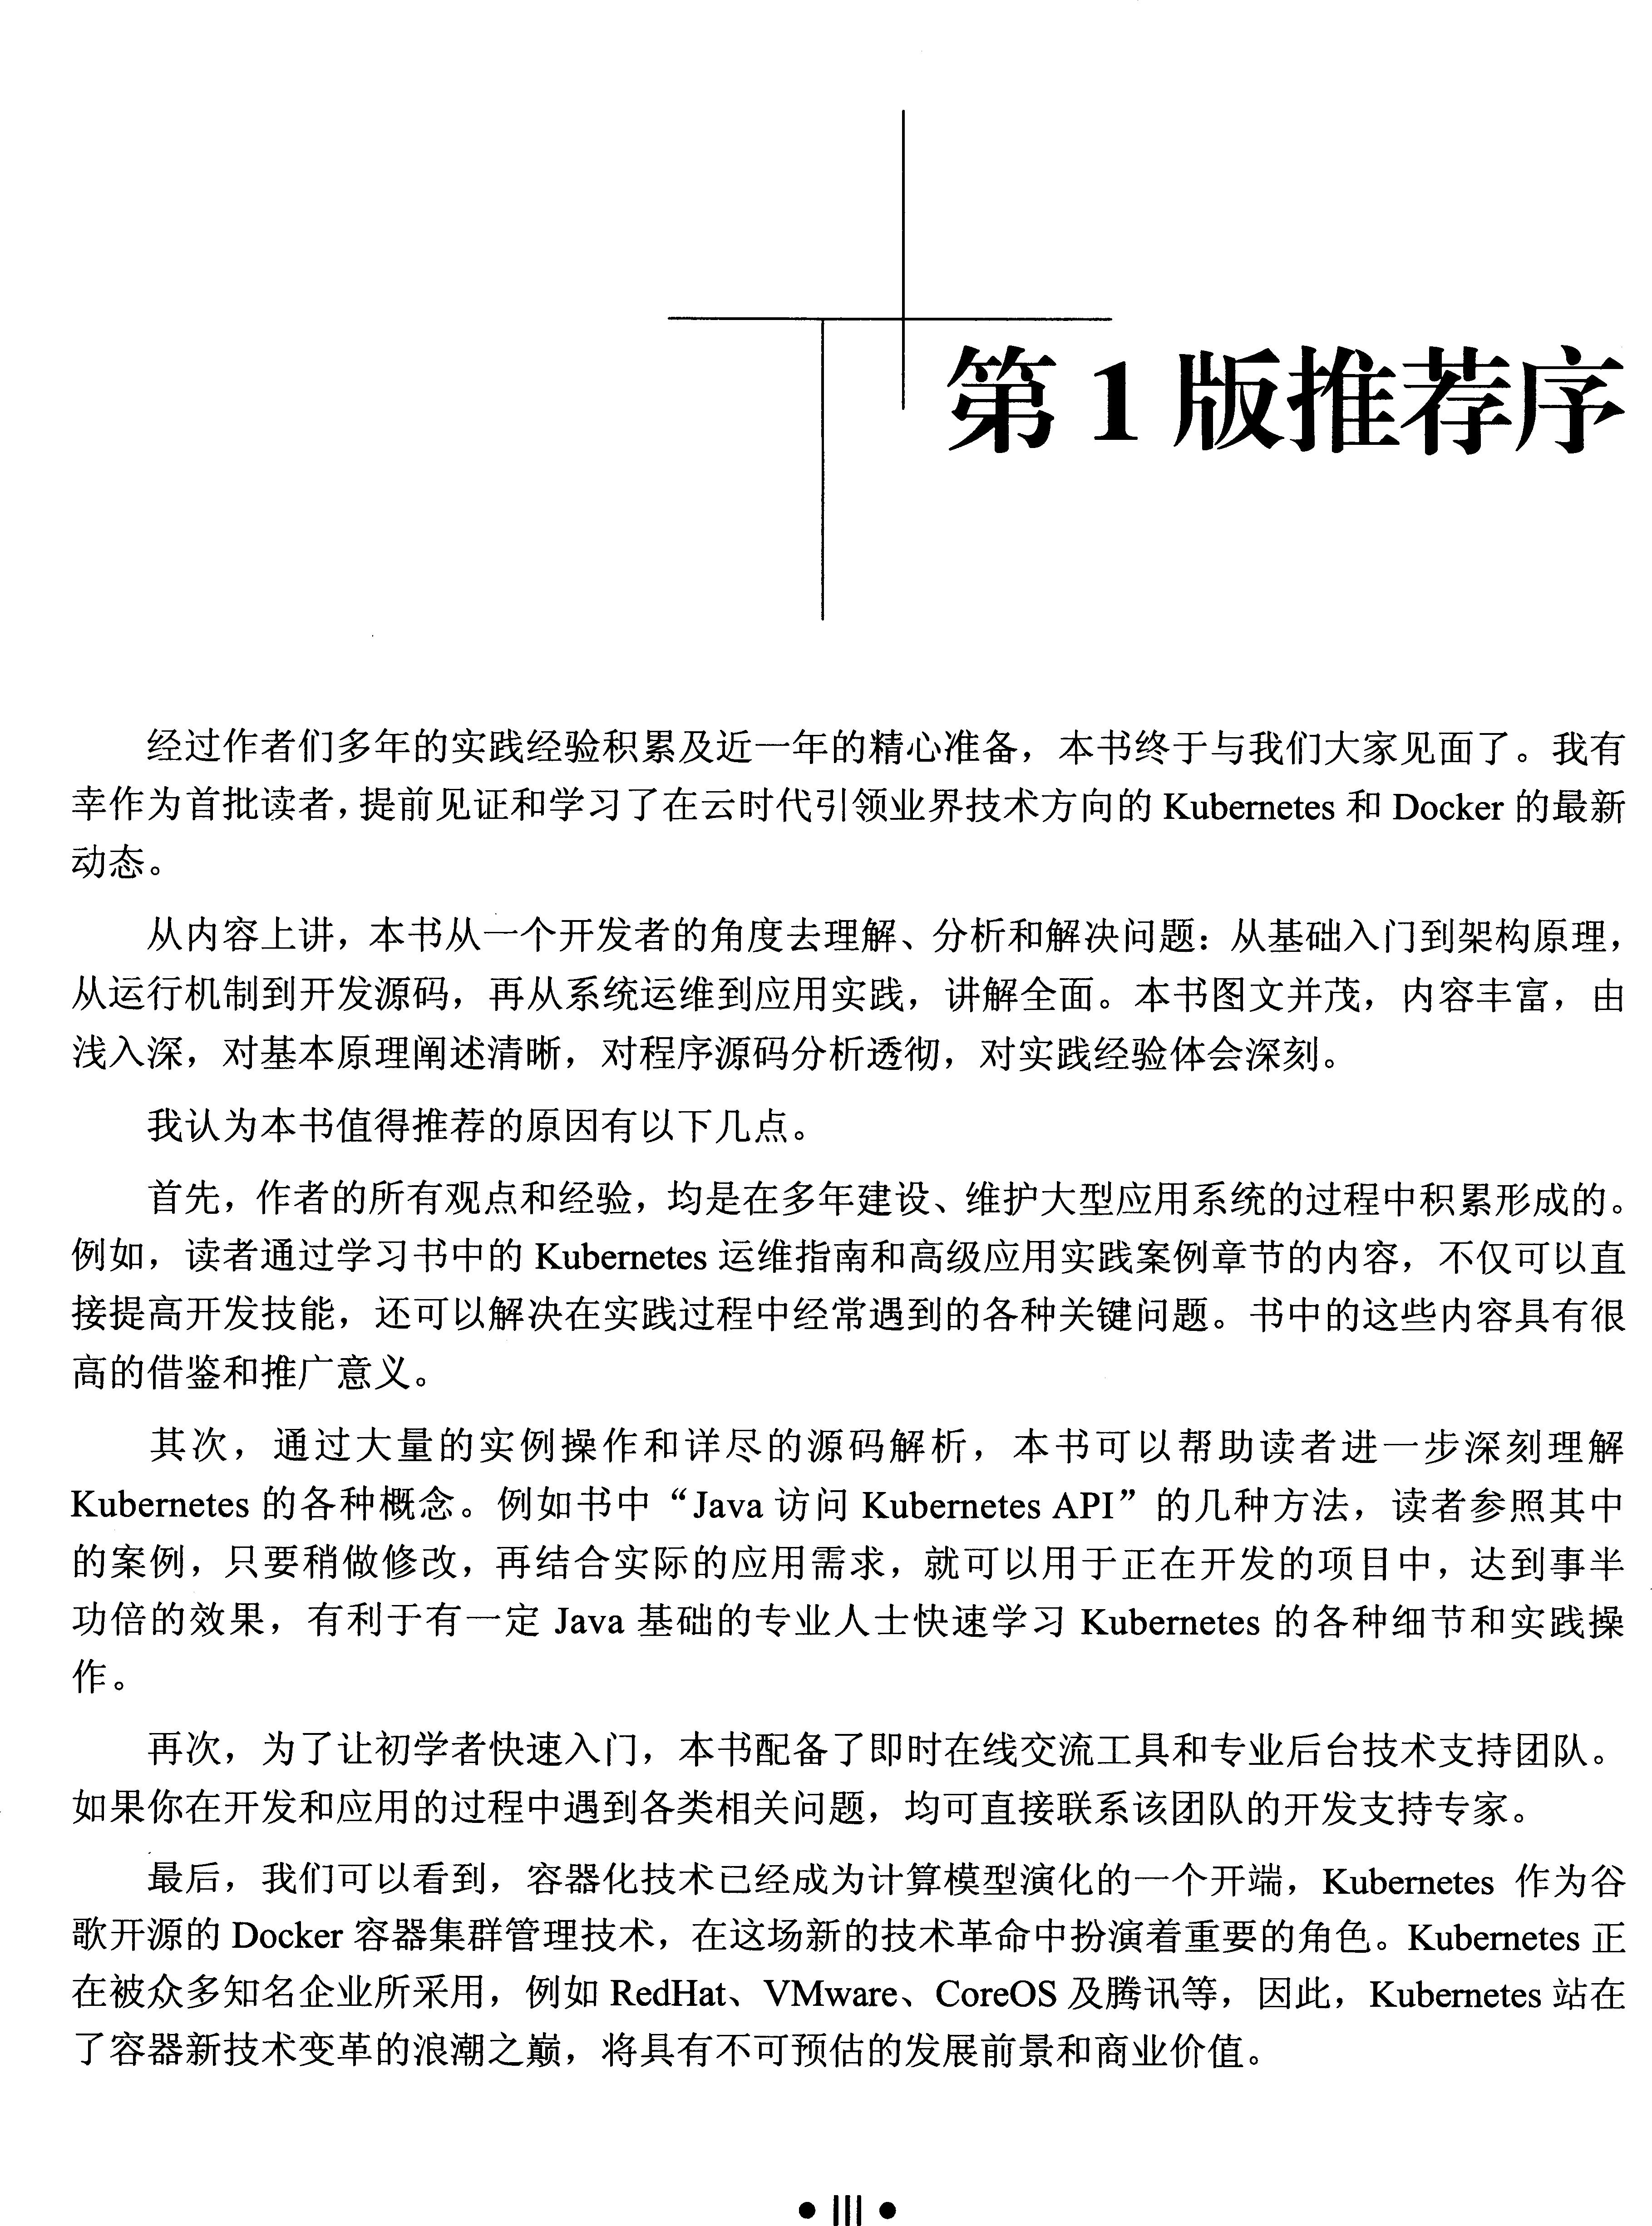 第1版推荐序
经过作者们多年的实践经验积累及近一年的精心准备，本书终于与我们大家见面了。我有
幸作为首批读者，提前见证和学习了在云时代引领业界技术方向的 Kubernetes 和 Docker 的最新
动态。
从内容上讲，本书从一个开发者的角度去理解、分析和解决问题：从基础入门到架构原理，
从运行机制到开发源码，再从系统运维到应用实践，讲解全面。本书图文并茂，内容丰富，由
浅入深，对基本原理阐述清晰，对程序源码分析透彻，对实践经验体会深刻。
我认为本书值得推荐的原因有以下几点。
首先，作者的所有观点和经验，均是在多年建设、维护大型应用系统的过程中积累形成的。
例如，读者通过学习书中的 Kubernetes 运维指南和高级应用实践案例章节的内容，不仅可以直
接提高开发技能，还可以解决在实践过程中经常遇到的各种关键问题。书中的这些内容具有很
高的借鉴和推广意义。
其次，通过大量的实例操作和详尽的源码解析，本书可以帮助读者进一步深刻理解
Kubernetes 的各种概念。例如书中“Java 访问 Kubernetes API”的几种方法，读者参照其中
的案例，只要稍做修改，再结合实际的应用需求，就可以用于正在开发的项目中，达到事半
功倍的效果，有利于有一定 Java 基础的专业人士快速学习 Kubernetes 的各种细节和实践操
作。
再次，为了让初学者快速入门，本书配备了即时在线交流工具和专业后台技术支持团队。
如果你在开发和应用的过程中遇到各类相关问题，均可直接联系该团队的开发支持专家。
最后，我们可以看到，容器化技术已经成为计算模型演化的一个开端，Kubernetes 作为谷
歌开源的 Docker 容器集群管理技术，在这场新的技术革命中扮演着重要的角色。Kubernetes 正
在被众多知名企业所采用，例如 RedHat、VMware、CoreOS 及腾讯等，因此，Kubernetes 站在
了容器新技术变革的浪潮之巅，将具有不可预估的发展前景和商业价值。
• III •